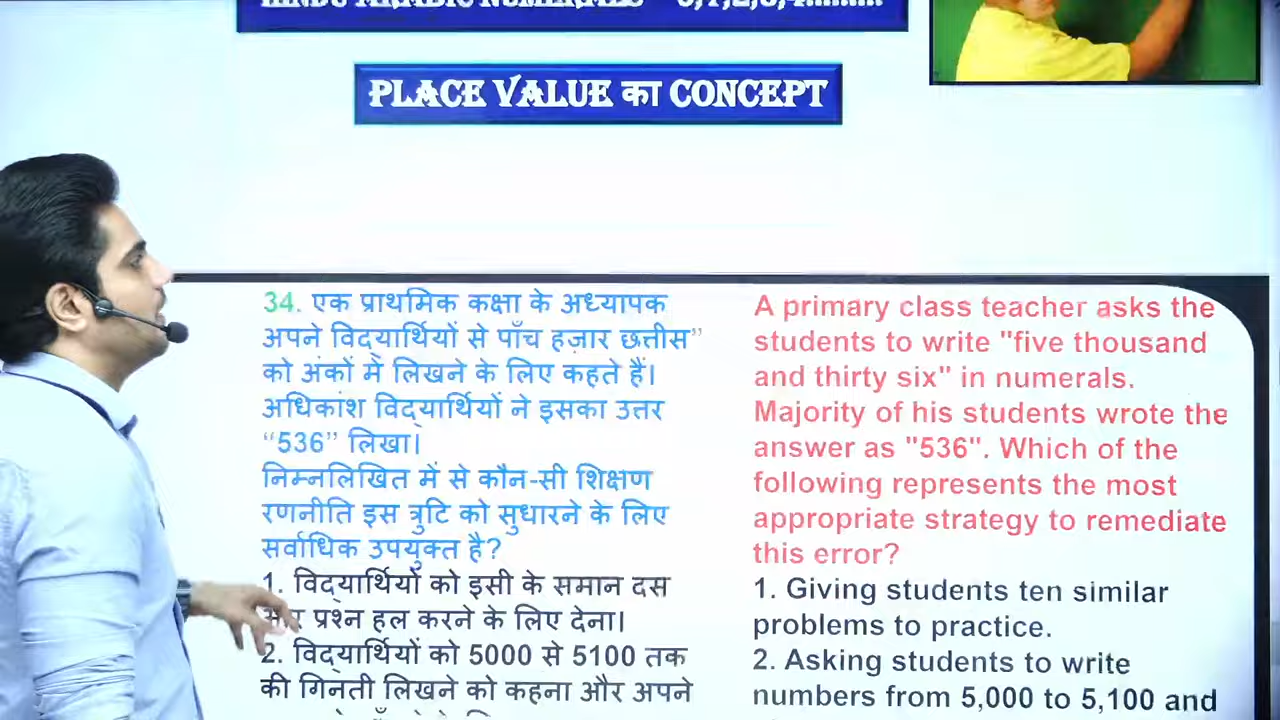 HINDU ARABIC NUMERALS
PLACE VALUE का CONCEPT
34. एक प्राथमिक कक्षा के अध्यापक
अपने विद्यार्थियों से पाँच हज़ार छत्तीस”
को अंकों में लिखने के लिए कहते हैं।
अधिकांश विद्यार्थियों ने इसका उत्तर
“536” लिखा।
निम्नलिखित में से कौन-सी शिक्षण
रणनीति इस त्रुटि को सुधारने के लिए
सर्वाधिक उपयुक्त है?
1. विद्यार्थियों को इसी के समान दस
प्रश्न हल करने के लिए देना।
2. विद्यार्थियों को 5000 से 5100 तक
की गिनती लिखने को कहना और अपने
A primary class teacher asks the
students to write "five thousand
and thirty six" in numerals.
Majority of his students wrote the
answer as "536". Which of the
following represents the most
appropriate strategy to remediate
this error?
1. Giving students ten similar
problems to practice.
2. Asking students to write
numbers from 5,000 to 5,100 and